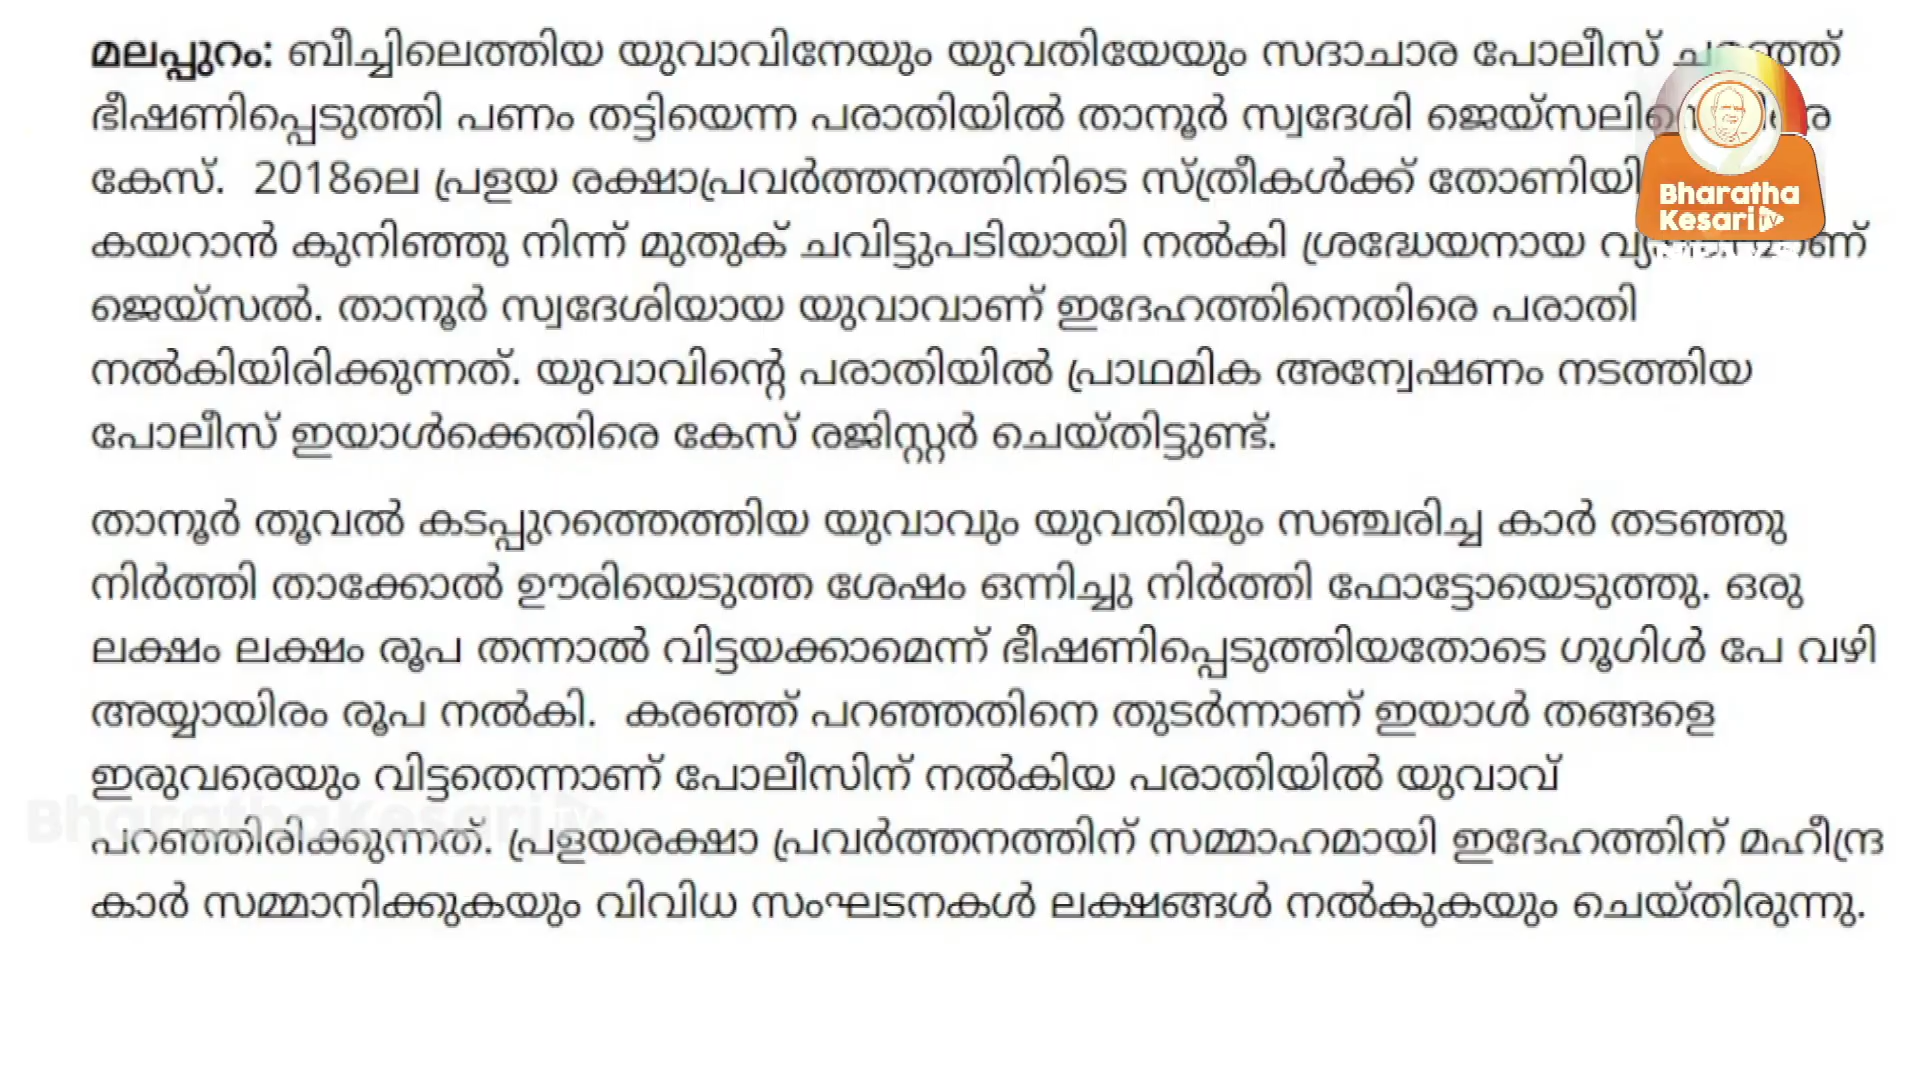 മലപ്പുറം: ബീച്ചിലെത്തിയ യുവാവിനേയും യുവതിയേയും സദാചാര പോലീസ്
ഭീഷണിപ്പെടുത്തി പണം തട്ടിയെന്ന പരാതിയിൽ താനൂർ സ്വദേശി
കേസ്. 2018ലെ പ്രളയ രക്ഷാപ്രവർത്തനത്തിനിടെ സ്ത്രീകൾക്ക്
കയറാൻ കുനിഞ്ഞു നിന്ന് മുതുക് ചവിട്ടുപടിയായി നൽകി ശ്രദ്ധേയനായ
ജെയ്സൽ. താനൂർ സ്വദേശിയായ യുവാവാണ് ഇദേഹത്തിനെതിരെ പരാതി
നൽകിയിരിക്കുന്നത്. യുവാവിന്റെ പരാതിയിൽ പ്രാഥമിക അന്വേഷണം നടത്തിയ
പോലീസ് ഇയാൾക്കെതിരെ കേസ് രജിസ്റ്റർ ചെയ്തിട്ടുണ്ട്.
താനൂർ തൂവൽ കടപ്പുറത്തെത്തിയ യുവാവും യുവതിയും സഞ്ചരിച്ച കാർ തടഞ്ഞു
നിർത്തി താക്കോൽ ഊരിയെടുത്ത ശേഷം ഒന്നിച്ചു നിർത്തി ഫോട്ടോയെടുത്തു. ഒരു
ലക്ഷം ലക്ഷം രൂപ തന്നാൽ വിട്ടയക്കാമെന്ന് ഭീഷണിപ്പെടുത്തിയതോടെ ഗൂഗിൾ പേ വഴി
അയ്യായിരം രൂപ നൽകി. കരഞ്ഞ് പറഞ്ഞതിനെ തുടർന്നാണ് ഇയാൾ തങ്ങളെ
ഇരുവരെയും വിട്ടതെന്നാണ് പോലീസിന് നൽകിയ പരാതിയിൽ യുവാവ്
പറഞ്ഞിരിക്കുന്നത്. പ്രളയരക്ഷാ പ്രവർത്തനത്തിന് സമ്മാഹമായി ഇദേഹത്തിന് മഹീന്ദ്ര
കാർ സമ്മാനിക്കുകയും വിവിധ സംഘടനകൾ ലക്ഷങ്ങൾ നൽകുകയും ചെയ്തിരുന്നു.
Bharatha
Kesari TV
BharathaKesari TV